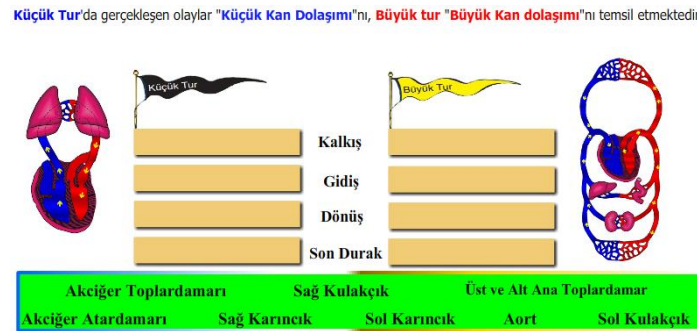 Küçük Tur'da gerçekleşen olaylar "Küçük Kan Dolaşımı"nı, Büyük tur "Büyük Kan dolaşımı"nı temsil etmektedir
Küçük Tur
Büyük Tur
Kalkış
Gidiş
Dönüş
Son Durak
Akciğer Toplardamarı Sağ Kulakçık Üst ve Alt Ana Toplardamar
Akciğer Atardamarı Sağ Karıncık Sol Karıncık Aort Sol Kulakçık